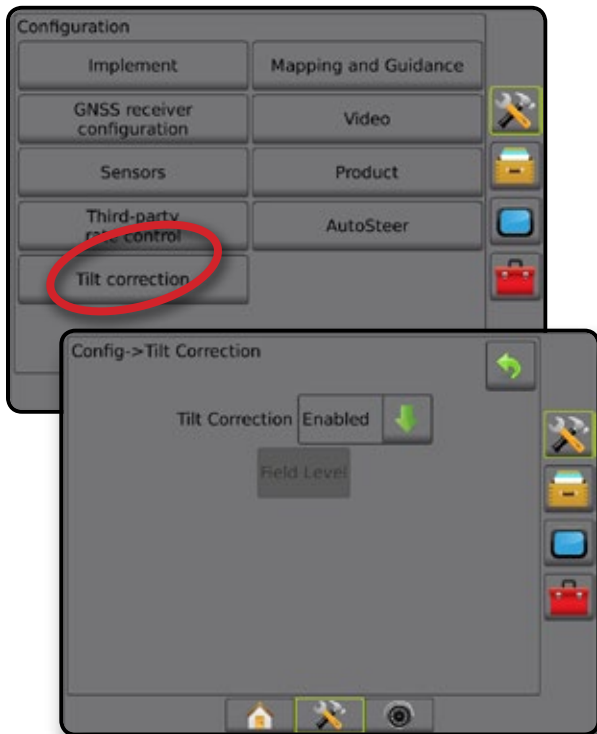 Configuration
Implement
Mapping and Guidance
GNSS receiver
configuration
Video
Sensors
Product
Third-party
rate control
AutoSteer
Tilt correction
Config->Tilt Correction
Tilt Correction
Enabled
Field Level